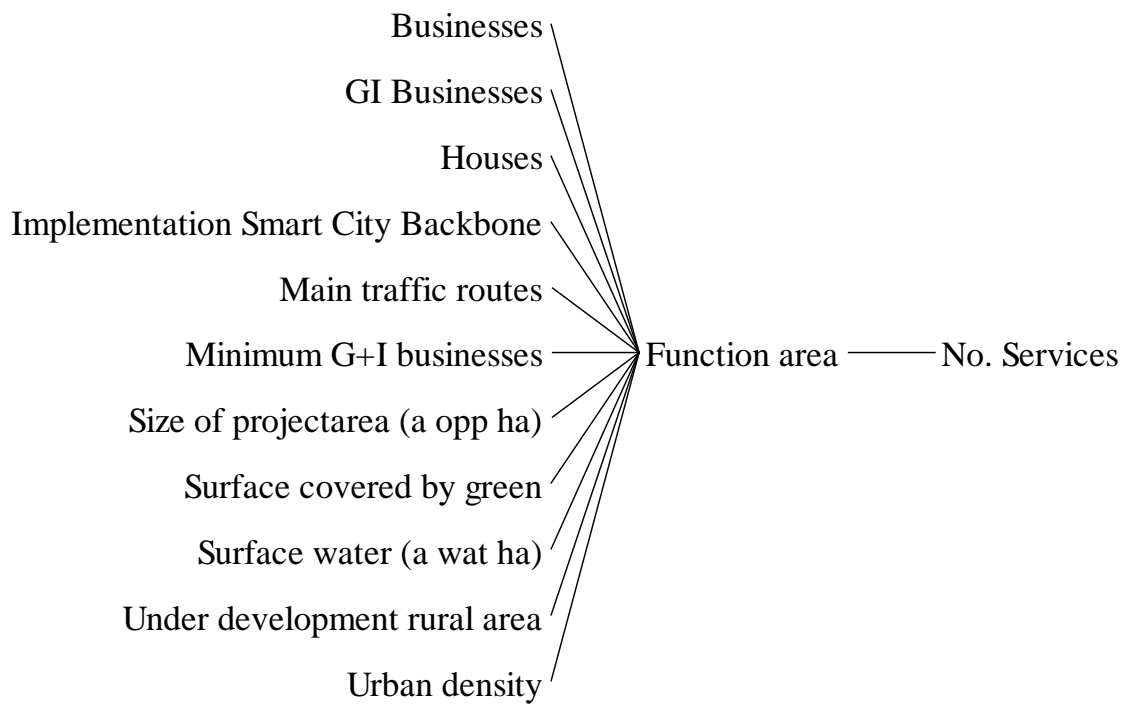 Businesses
GI Businesses
Houses
Implementation Smart City Backbone
Main traffic routes
Minimum G+I businesses
Function area
No. Services
Size of projectarea (a opp ha)
Surface covered by green
Surface water (a wat ha)
Under development rural area
Urban density